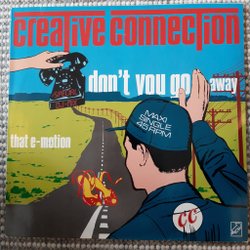 creative connection
don't you go away
that e-motion
MAXI
SINGLE
45 RPM
CC